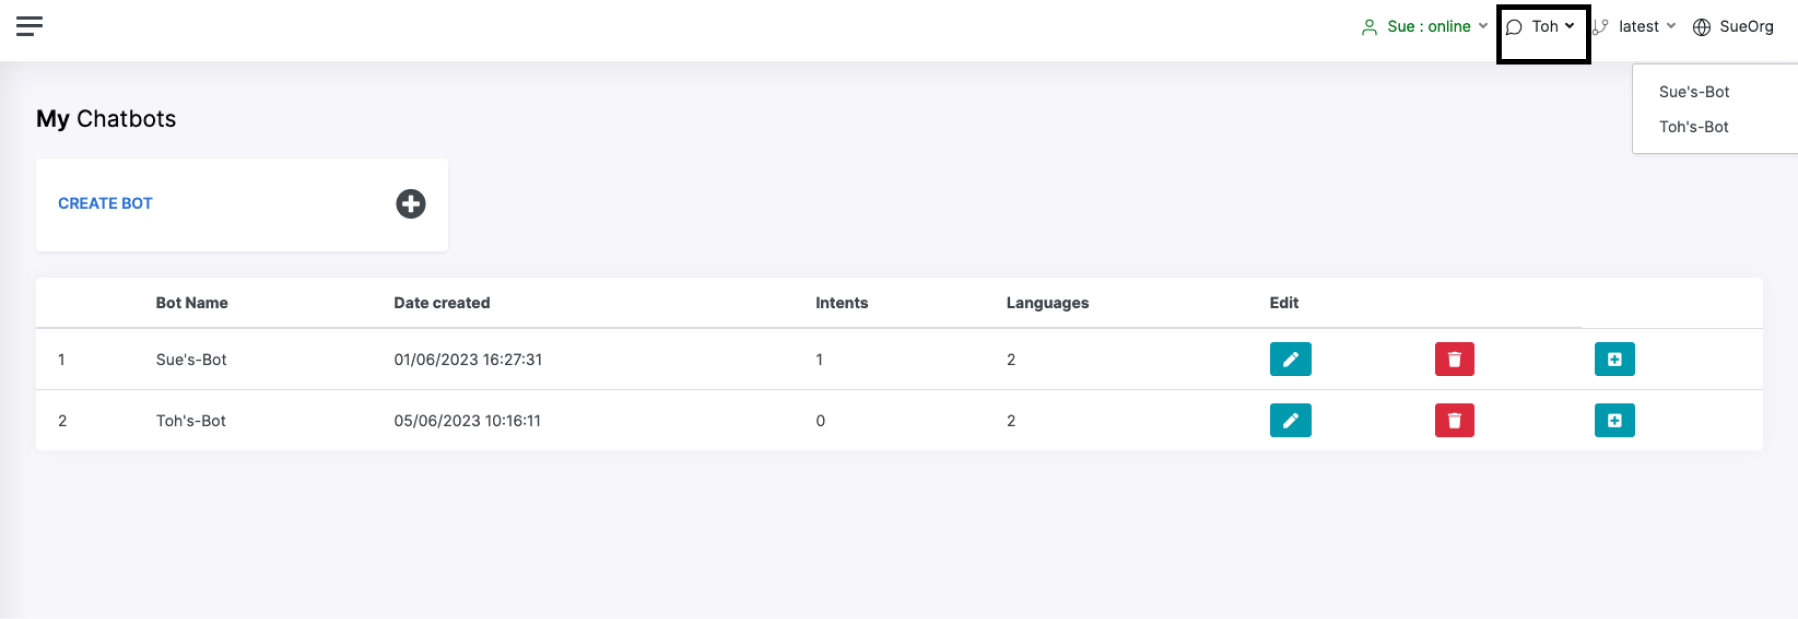 Sue : online Toh latest SueOrg
Sue's-Bot
Toh's-Bot
My Chatbots
CREATE BOT
Bot Name Date created Intents Languages Edit
1 Sue's-Bot 01/06/2023 16:27:31 1 2
2 Toh's-Bot 05/06/2023 10:16:11 0 2